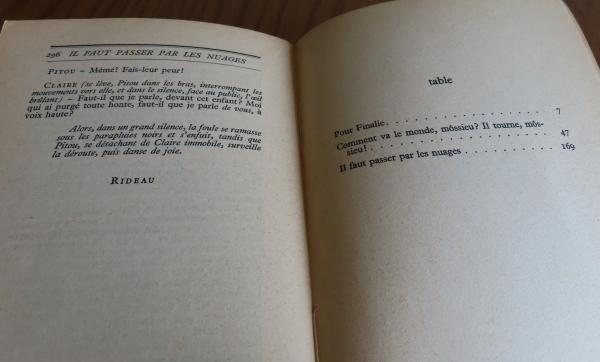 296 IL FAUT PASSER PAR LES NUAGES
PITOU – Mémé! Fais-leur peur!
CLAIRE (se lève, Pitou dans les bras, interrompant les
mouvements vers elle, et dans le silence, face au public, l'œil
brûlant) – Faut-il que je parle, devant cet enfant? Moi
qui ai purgé toute honte, faut-il que je parle de vous, à
voix haute?
Alors, dans un grand silence, la foule se ramasse
sous les parapluies noirs et s'enfuit, tandis que
Pitou, se détachant de Claire immobile, surveille
la déroute, puis danse de joie.
RIDEAU
table
Pour Finalie. . . . . . . . . . . . . . . . 7
Comment va le monde, môssieu? Il tourne, môs-
sieu! . . . . . . . . . . . . . . . . . 47
Il faut passer par les nuages . . . . . . . . . . 169